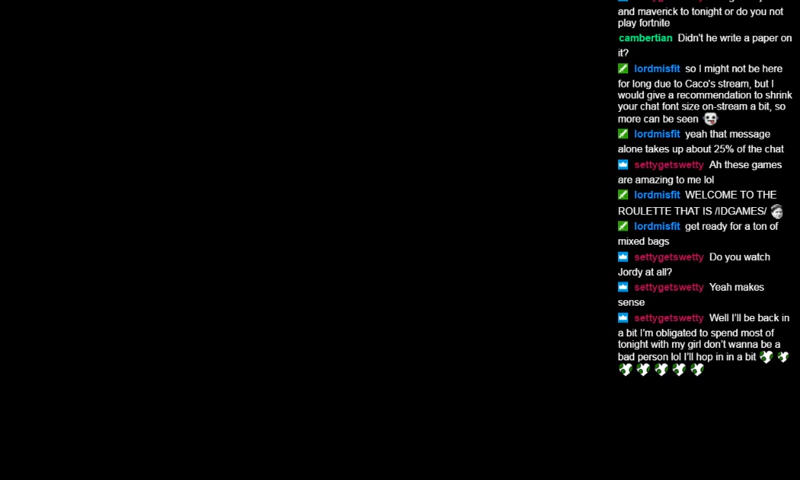 and maverick to tonight or do you not
play fortnite
cambertian Didn't he write a paper on
it?
lordmisfit so I might not be here
for long due to Caco's stream, but I
would give a recommendation to shrink
your chat font size on-stream a bit, so
more can be seen
lordmisfit yeah that message
alone takes up about 25% of the chat
settygetswetty Ah these games
are amazing to me lol
lordmisfit WELCOME TO THE
ROULETTE THAT IS /IDGAMES/
lordmisfit get ready for a ton of
mixed bags
settygetswetty Do you watch
Jordy at all?
settygetswetty Yeah makes
sense
settygetswetty Well I'll be back in
a bit I'm obligated to spend most of
tonight with my girl don't wanna be a
bad person lol I'll hop in in a bit